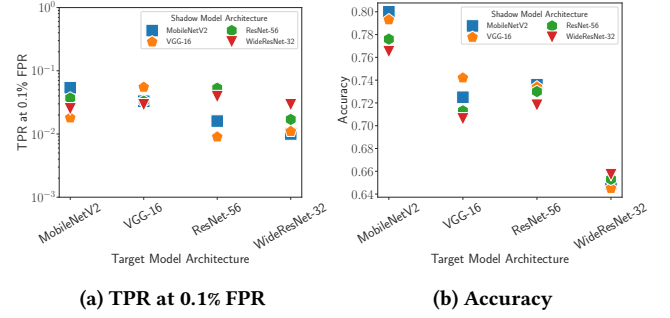 Shadow Model Architecture
MobileNetV2
VGG-16
ResNet-56
WideResNet-32
TPR at 0.1% FPR
10⁰
10⁻¹
10⁻²
10⁻³
MobileNetV2
VGG-16
ResNet-56
WideResNet-32
Target Model Architecture
(a) TPR at 0.1% FPR
Shadow Model Architecture
MobileNetV2
VGG-16
ResNet-56
WideResNet-32
Accuracy
0.80
0.78
0.76
0.74
0.72
0.70
0.68
0.66
0.64
MobileNetV2
VGG-16
ResNet-56
WideResNet-32
Target Model Architecture
(b) Accuracy